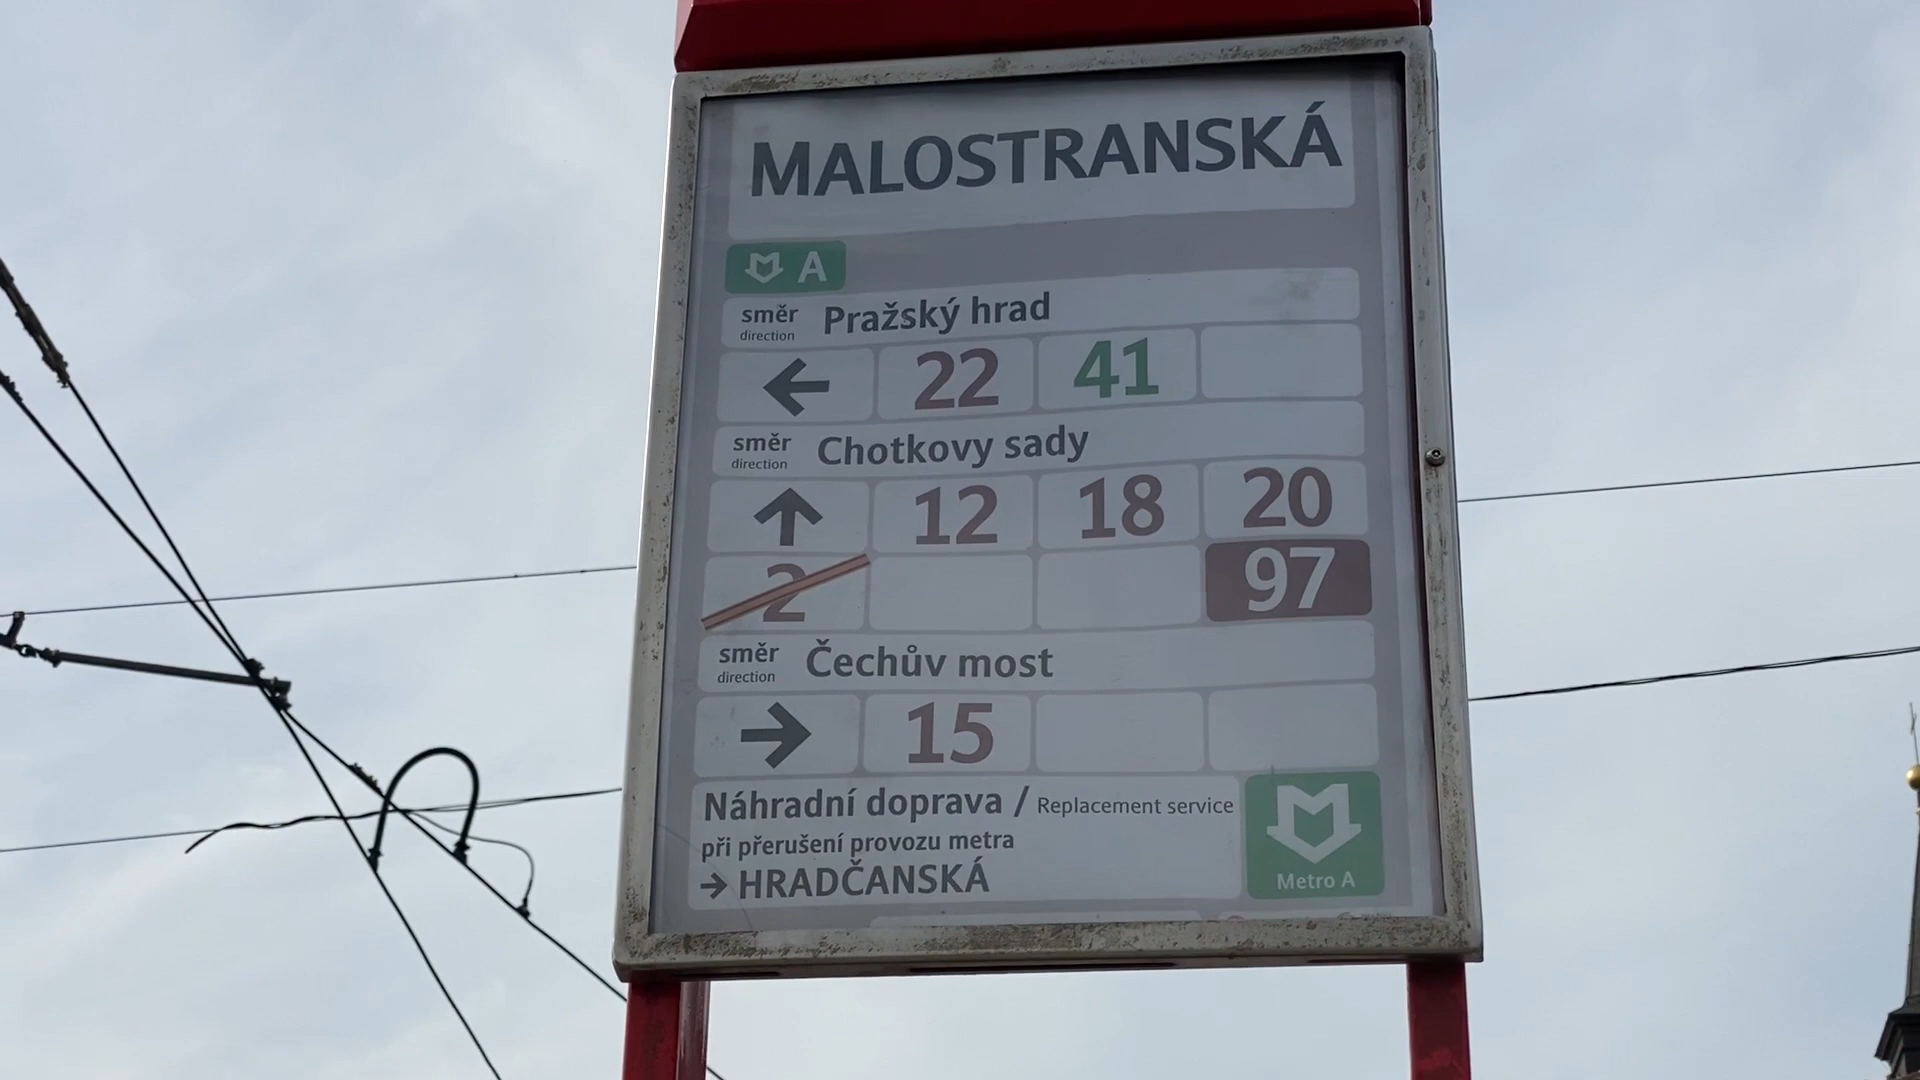 MALOSTRANSKÁ
A
směr Pražský hrad
direction
← 22 41
směr Chotkovy sady
direction
↑ 12 18 20
2 97
směr Čechův most
direction
→ 15
Náhradní doprava / Replacement service
při přerušení provozu metra
→ HRADČANSKÁ
Metro A